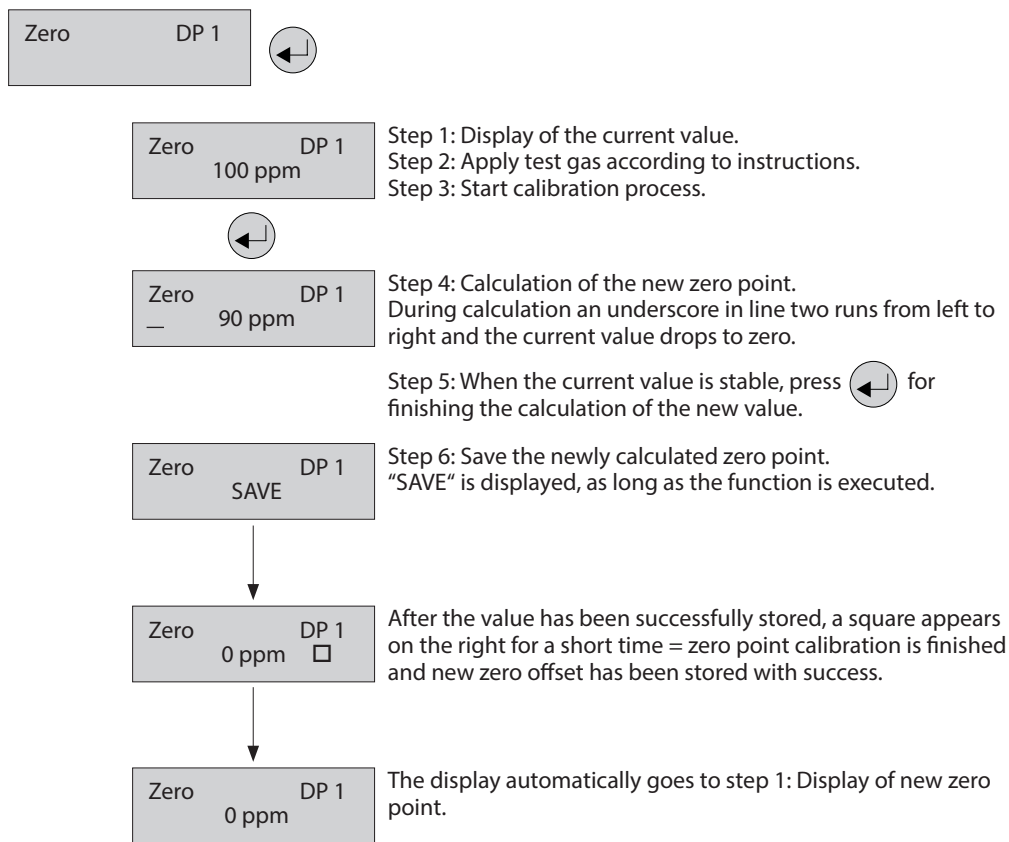 Zero DP 1
Zero DP 1
100 ppm
Step 1: Display of the current value.
Step 2: Apply test gas according to instructions.
Step 3: Start calibration process.
Zero DP 1
_ 90 ppm
Step 4: Calculation of the new zero point.
During calculation an underscore in line two runs from left to
right and the current value drops to zero.
Step 5: When the current value is stable, press for
finishing the calculation of the new value.
Zero DP 1
SAVE
Step 6: Save the newly calculated zero point.
“SAVE“ is displayed, as long as the function is executed.
Zero DP 1
0 ppm
After the value has been successfully stored, a square appears
on the right for a short time = zero point calibration is finished
and new zero offset has been stored with success.
Zero DP 1
0 ppm
The display automatically goes to step 1: Display of new zero
point.